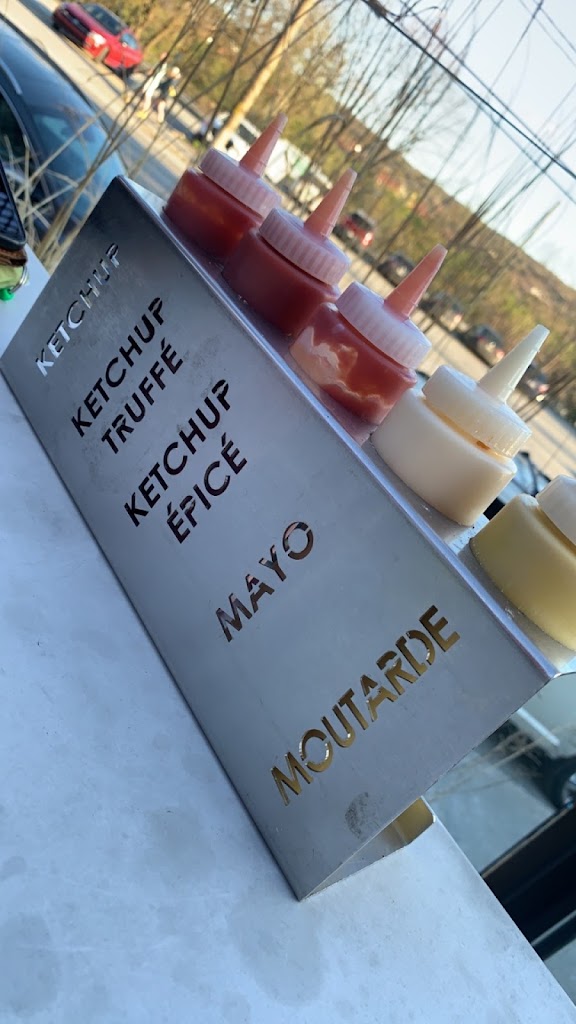 KETCHUP
KETCHUP
TRUFFÉ
KETCHUP
ÉPICÉ
MAYO
MOUTARDE